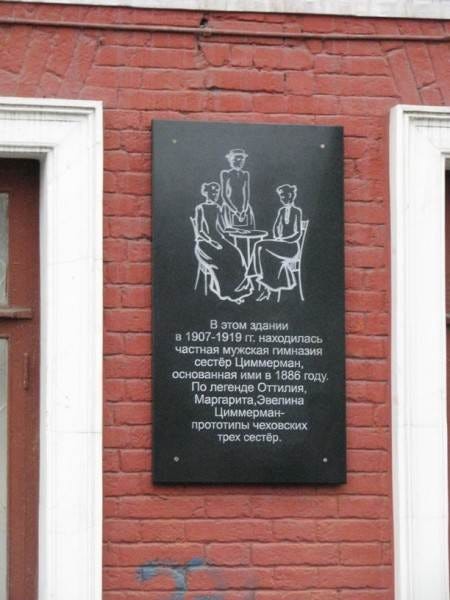 В этом здании
в 1907-1919 гг. находилась
частная мужская гимназия
сестёр Циммерман,
основанная ими в 1886 году.
По легенде Оттилия,
Маргарита,Эвелина
Циммерман-
прототипы чеховских
трех сестёр.